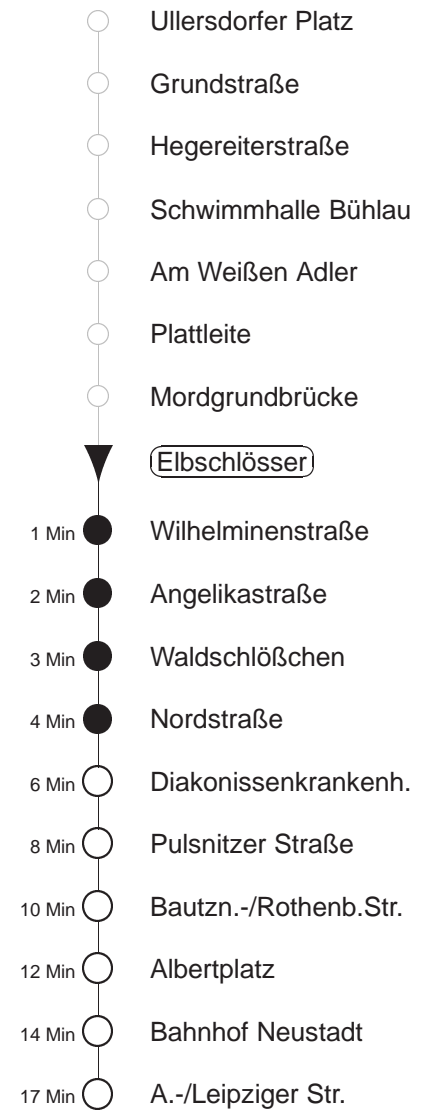 Ullersdorfer Platz
Grundstraße
Hegereiterstraße
Schwimmhalle Bühlau
Am Weißen Adler
Plattleite
Mordgrundbrücke
Elbschlösser
1 Min Wilhelminenstraße
2 Min Angelikastraße
3 Min Waldschlößchen
4 Min Nordstraße
6 Min Diakonissenkrankenh.
8 Min Pulsnitzer Straße
10 Min Bautzn.-/Rothenb.Str.
12 Min Albertplatz
14 Min Bahnhof Neustadt
17 Min A.-/Leipziger Str.